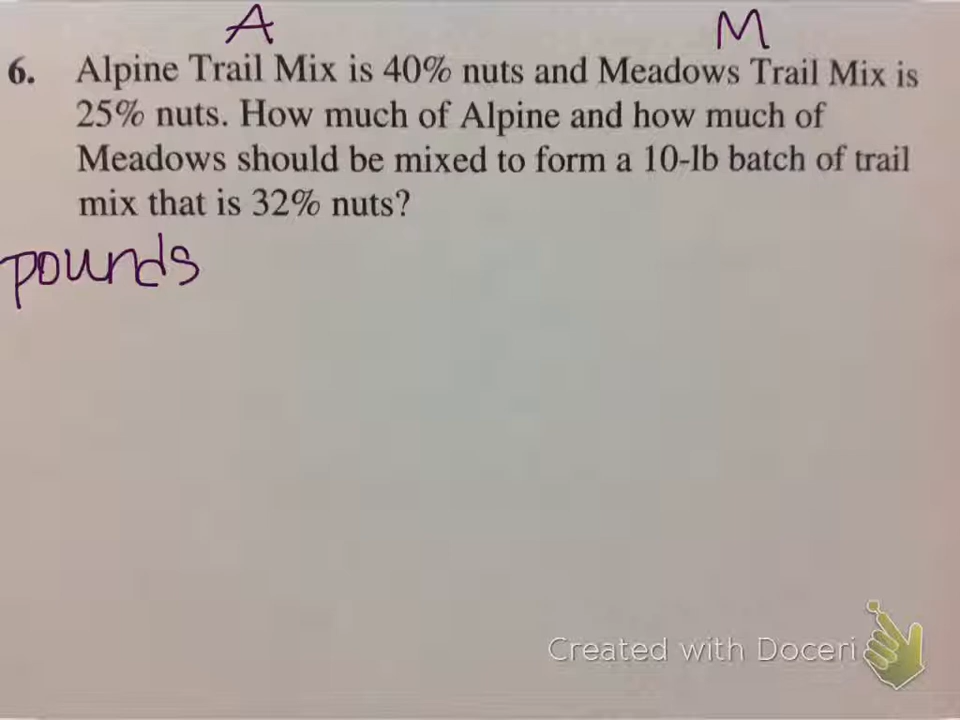 A M
6. Alpine Trail Mix is 40% nuts and Meadows Trail Mix is
25% nuts. How much of Alpine and how much of
Meadows should be mixed to form a 10-lb batch of trail
mix that is 32% nuts?
pounds
Created with Doceri